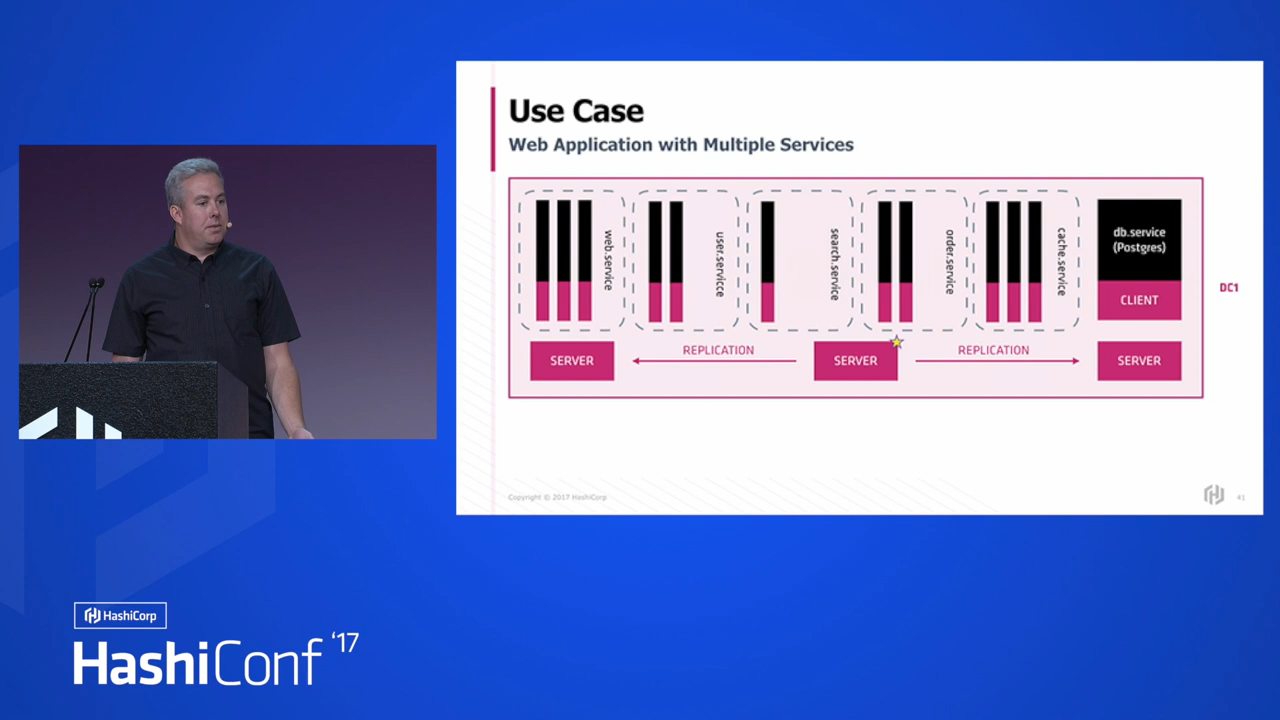 Use Case
Web Application with Multiple Services
web.service
user.servicce
search.service
order.service
cache.service
db.service
(Postgres)
CLIENT
DC1
SERVER
REPLICATION
SERVER
REPLICATION
SERVER
Copyright © 2017 HashiCorp
41
HashiCorp
HashiConf '17